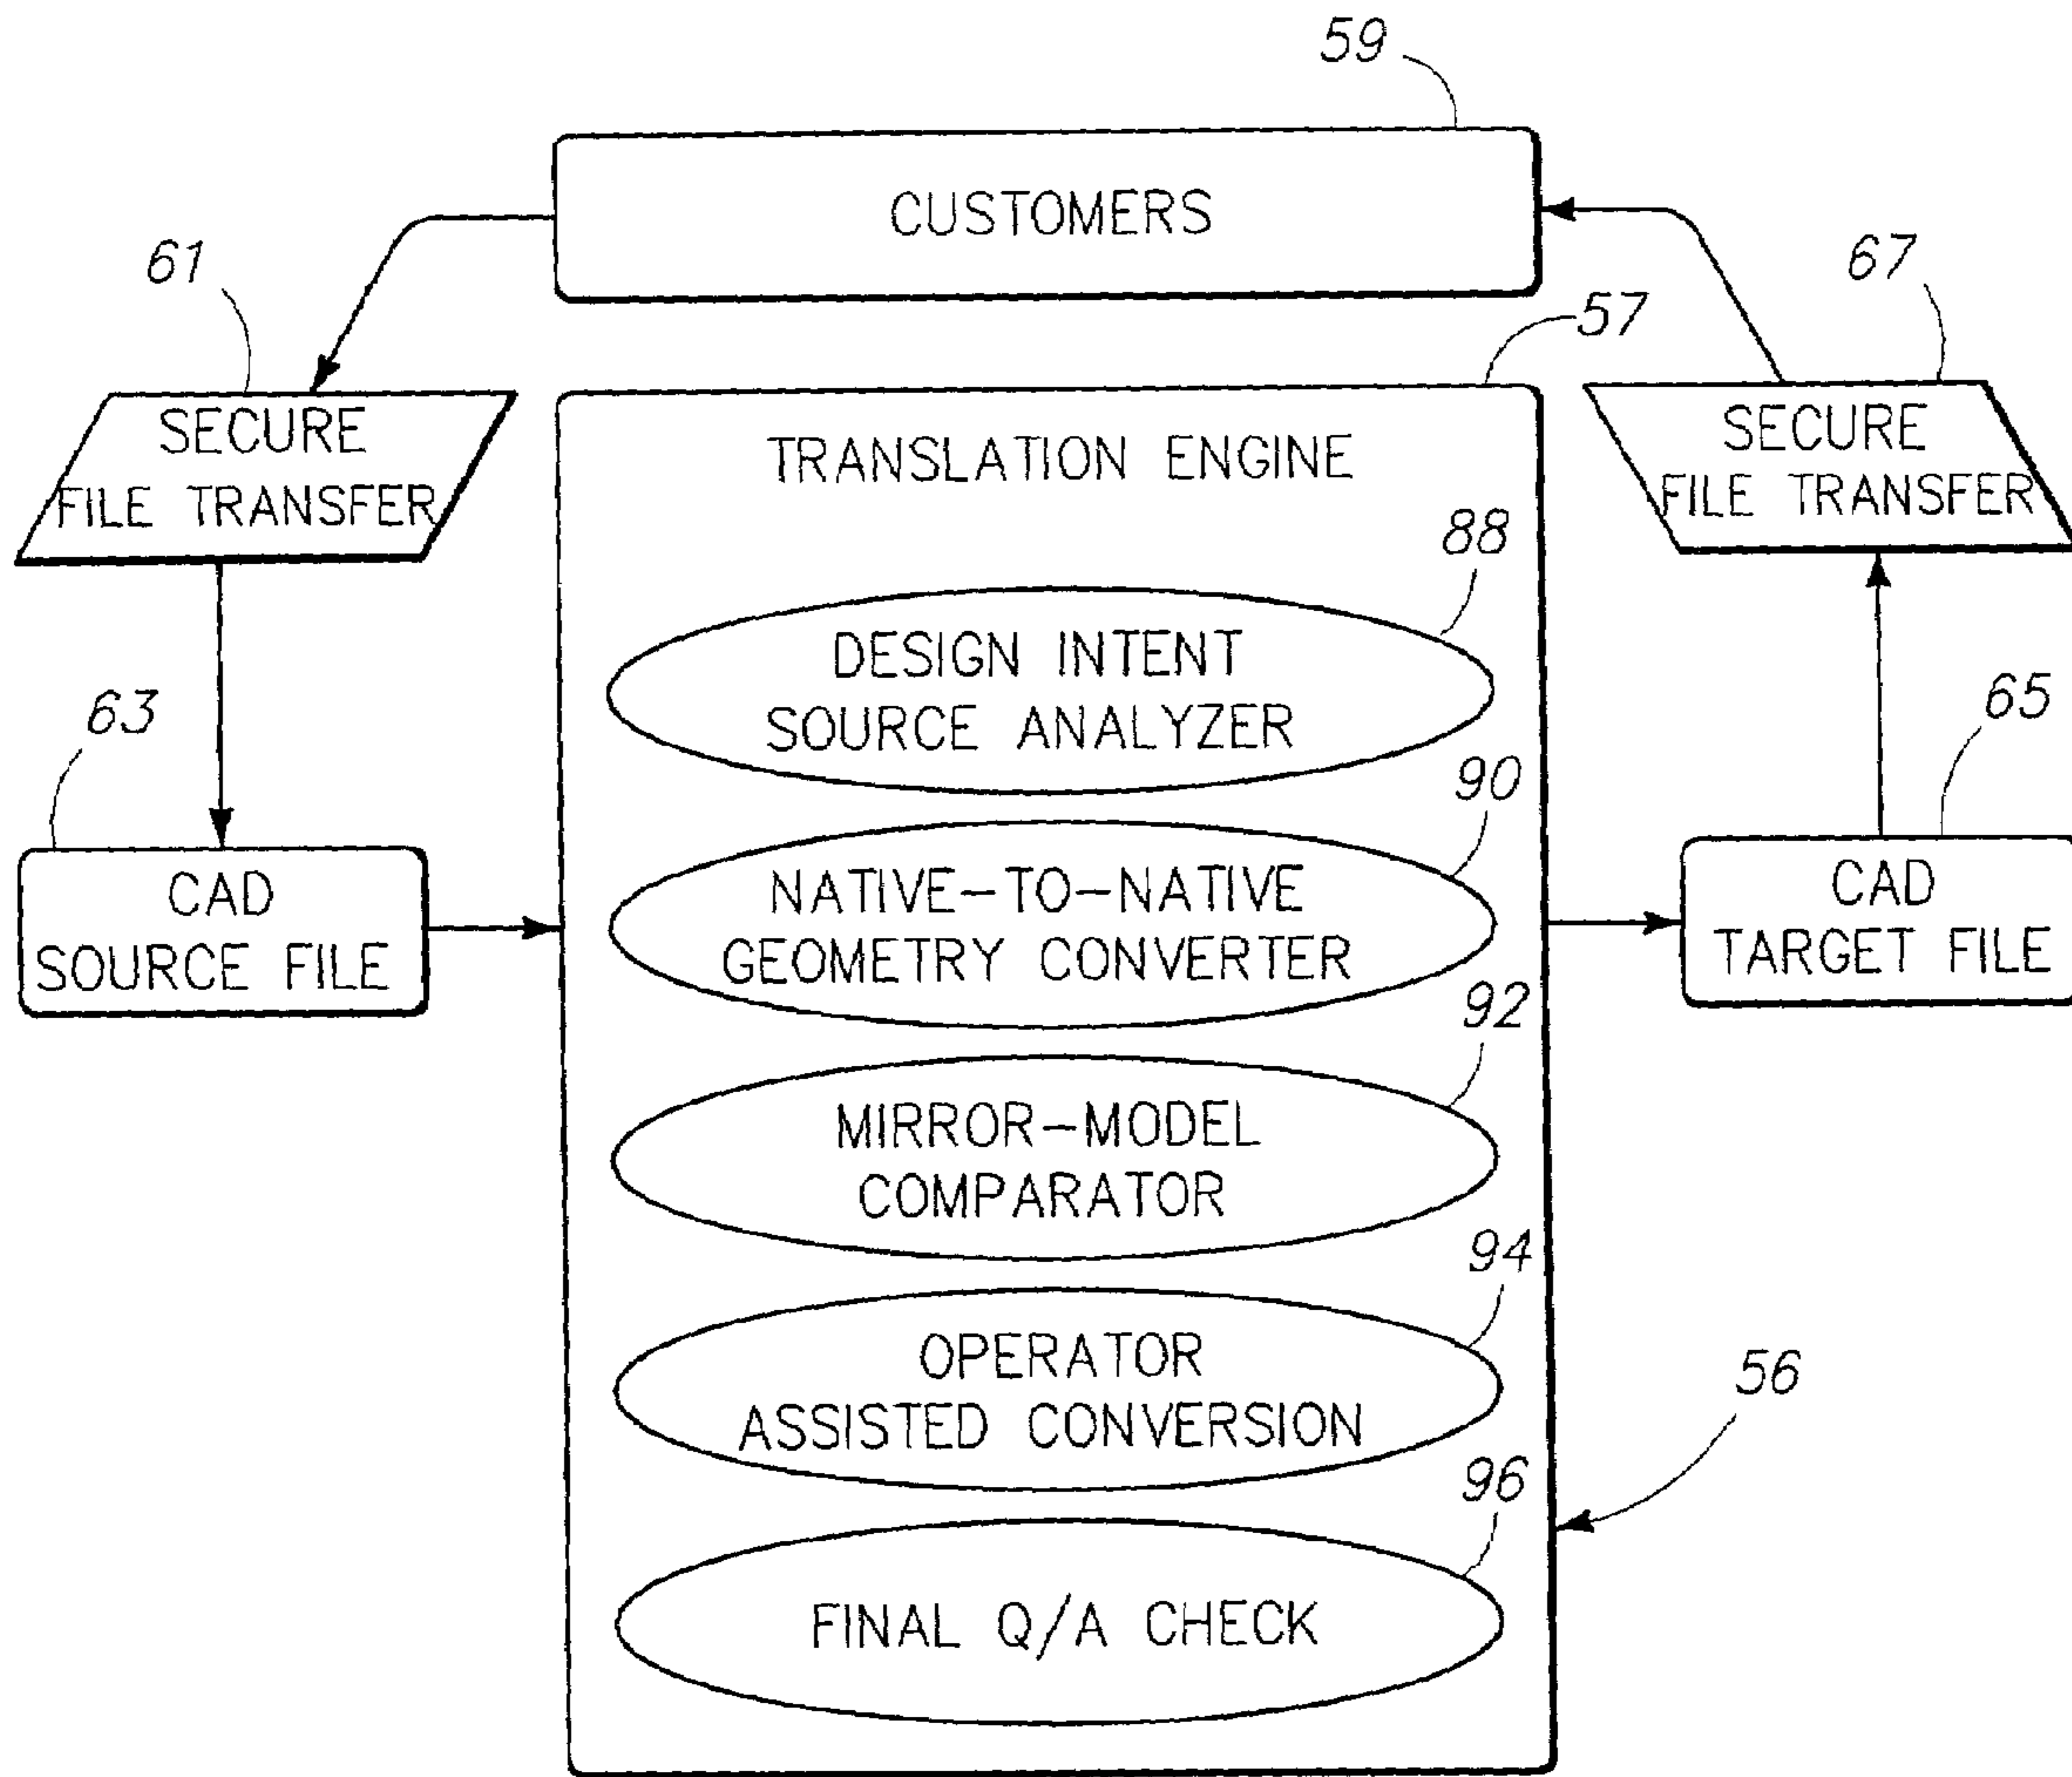 59
CUSTOMERS
61
67
57
SECURE
FILE TRANSFER
TRANSLATION ENGINE
SECURE
FILE TRANSFER
88
DESIGN INTENT
SOURCE ANALYZER
63
65
90
CAD
SOURCE FILE
NATIVE-TO-NATIVE
GEOMETRY CONVERTER
CAD
TARGET FILE
92
MIRROR-MODEL
COMPARATOR
94
OPERATOR
ASSISTED CONVERSION
56
96
FINAL Q/A CHECK